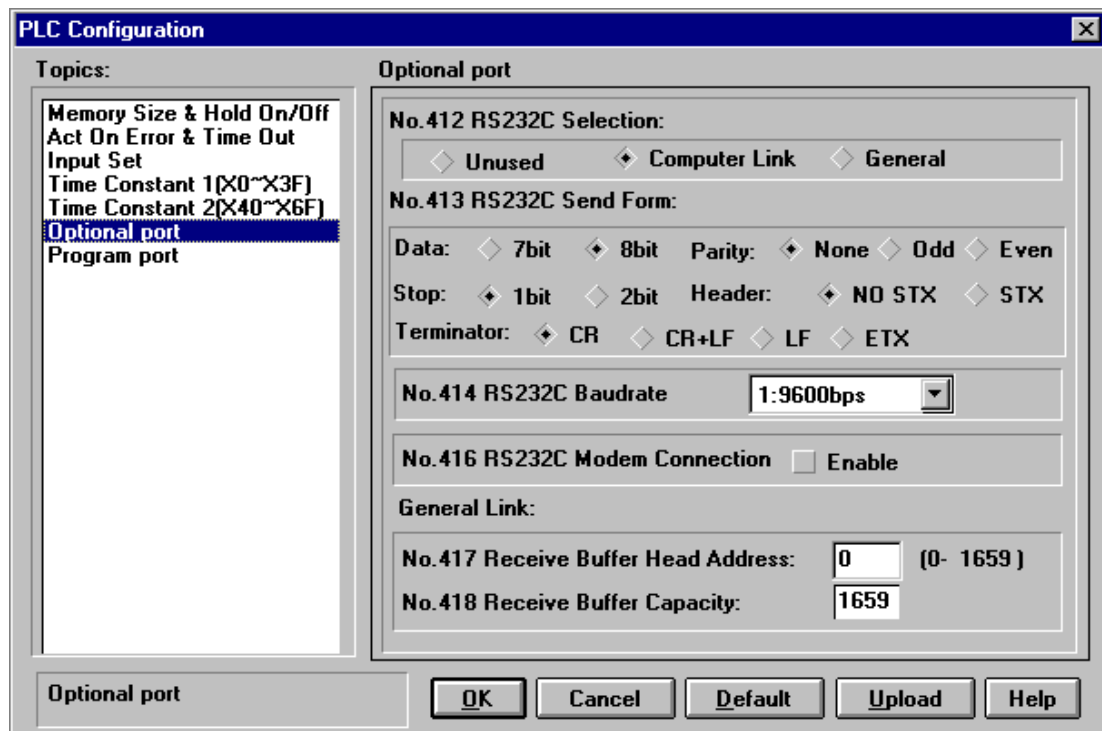 PLC Configuration
Topics:
Memory Size & Hold On/Off
Act On Error & Time Out
Input Set
Time Constant 1(X0~X3F)
Time Constant 2(X40~X6F)
Optional port
Program port
Optional port
No.412 RS232C Selection:
Unused Computer Link General
No.413 RS232C Send Form:
Data: 7bit 8bit Parity: None Odd Even
Stop: 1bit 2bit Header: NO STX STX
Terminator: CR CR+LF LF ETX
No.414 RS232C Baudrate 1:9600bps
No.416 RS232C Modem Connection Enable
General Link:
No.417 Receive Buffer Head Address: 0 (0- 1659 )
No.418 Receive Buffer Capacity: 1659
Optional port
OK Cancel Default Upload Help